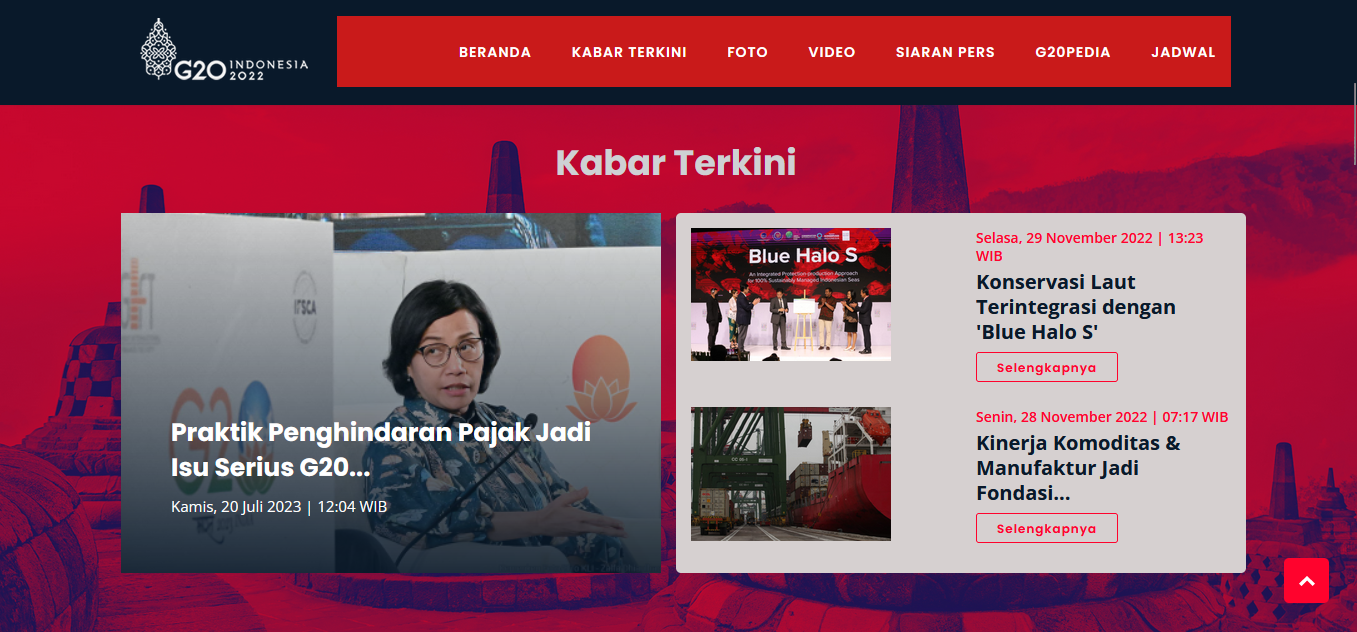 G20 INDONESIA
2022
BERANDA KABAR TERKINI FOTO VIDEO SIARAN PERS G20PEDIA JADWAL
Kabar Terkini
IFSCA
G20
Praktik Penghindaran Pajak Jadi
Isu Serius G20...
Kamis, 20 Juli 2023 | 12:04 WIB
Blue Halo S
An Integrated Protection-production Approach
for 100% Sustainably Managed Indonesian Seas
Selasa, 29 November 2022 | 13:23
WIB
Konservasi Laut
Terintegrasi dengan
'Blue Halo S'
Selengkapnya
Senin, 28 November 2022 | 07:17 WIB
Kinerja Komoditas &
Manufaktur Jadi
Fondasi...
Selengkapnya